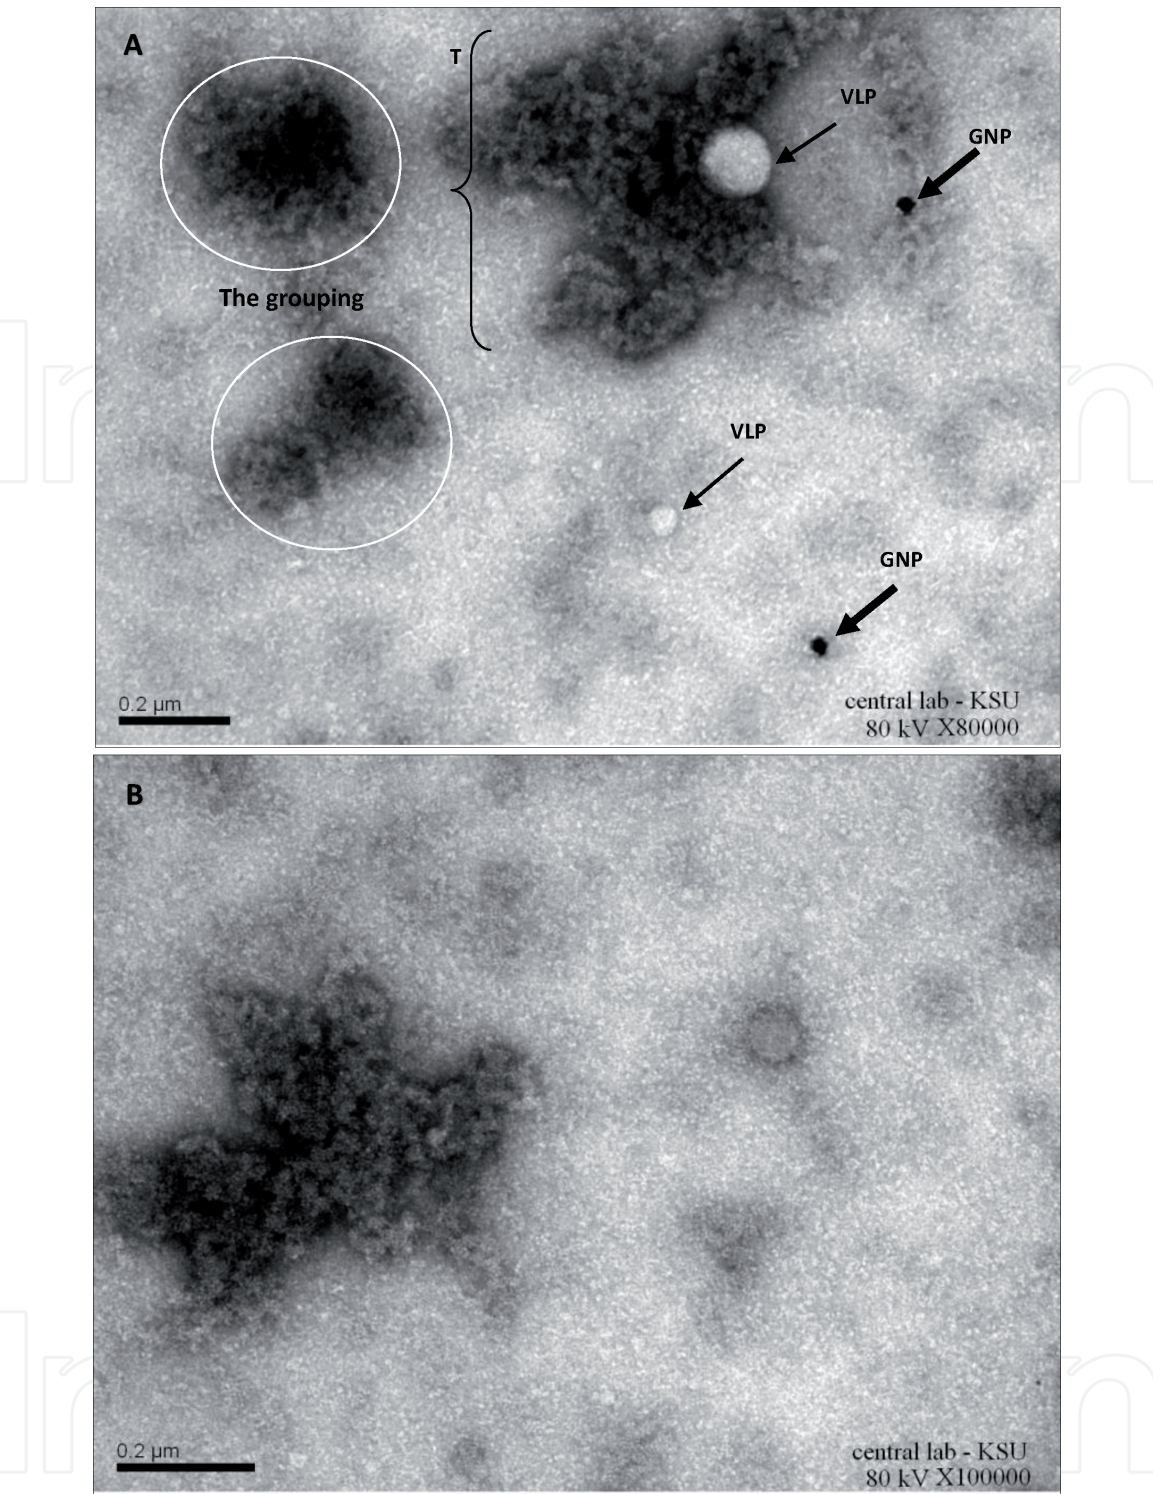 A
T
VLP
GNP
The grouping
VLP
GNP
0.2 µm
central lab - KSU
80 kV X80000
B
0.2 µm
central lab - KSU
80 kV X100000